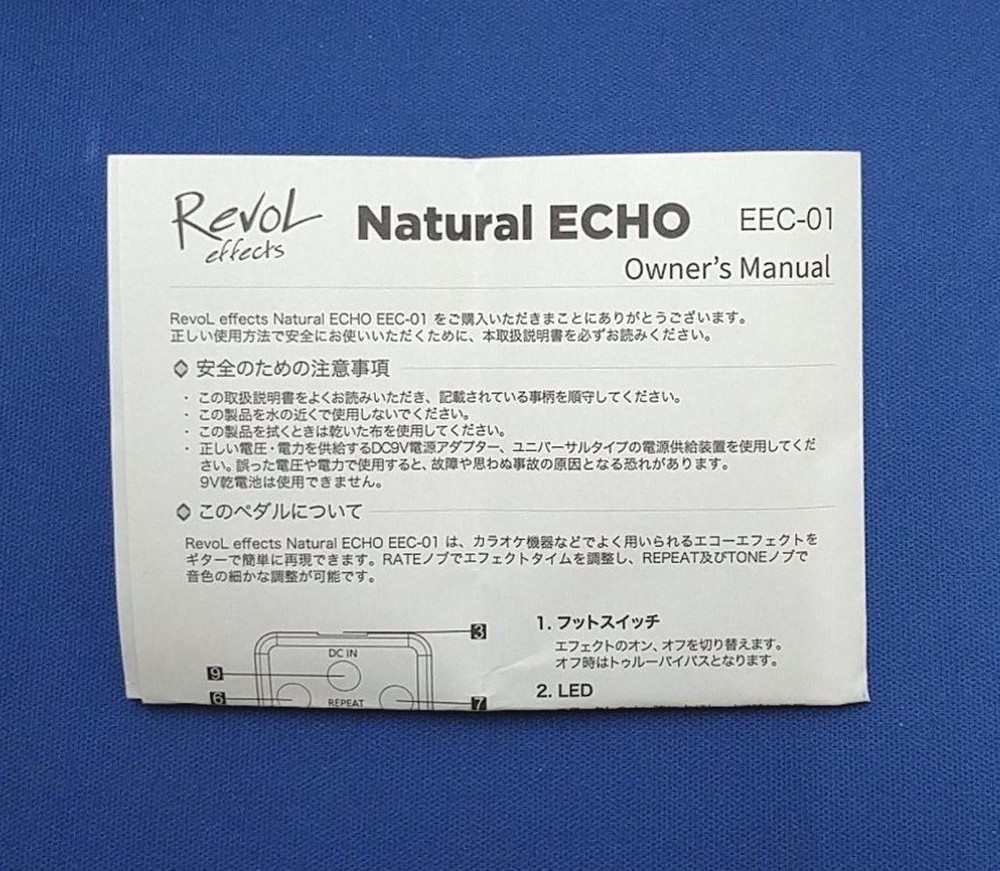 RevoL effects
Natural ECHO EEC-01
Owner's Manual
RevoL effects Natural ECHO EEC-01 をご購入いただきまことにありがとうございます。
正しい使用方法で安全にお使いいただくために、本取扱説明書を必ずお読みください。
安全のための注意事項
・ この取扱説明書をよくお読みいただき、記載されている事柄を順守してください。
・ この製品を水の近くで使用しないでください。
・ この製品を拭くときは乾いた布を使用してください。
・ 正しい電圧・電力を供給するDC9V電源アダプター、ユニバーサルタイプの電源供給装置を使用してくだ
さい。誤った電圧や電力で使用すると、故障や思わぬ事故の原因となる恐れがあります。
9V乾電池は使用できません。
このペダルについて
RevoL effects Natural ECHO EEC-01 は、カラオケ機器などでよく用いられるエコーエフェクトを
ギターで簡単に再現できます。RATEノブでエフェクトタイムを調整し、REPEAT及びTONEノブで
音色の細かな調整が可能です。
3
DC IN
9
6
REPEAT
7
1. フットスイッチ
エフェクトのオン、オフを切り替えます。
オフ時はトゥルーバイパスとなります。
2. LED